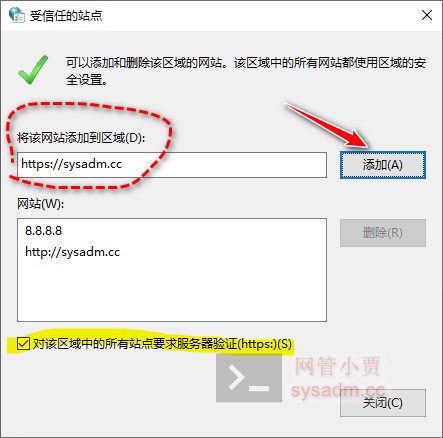 受信任的站点
可以添加和删除该区域的网站。该区域中的所有网站都使用区域的安
全设置。
将该网站添加到区域(D):
https://sysadm.cc
添加(A)
网站(W):
8.8.8.8
http://sysadm.cc
删除(R)
对该区域中的所有站点要求服务器验证(https:)(S)
网管小贾
sysadm.cc
关闭(C)